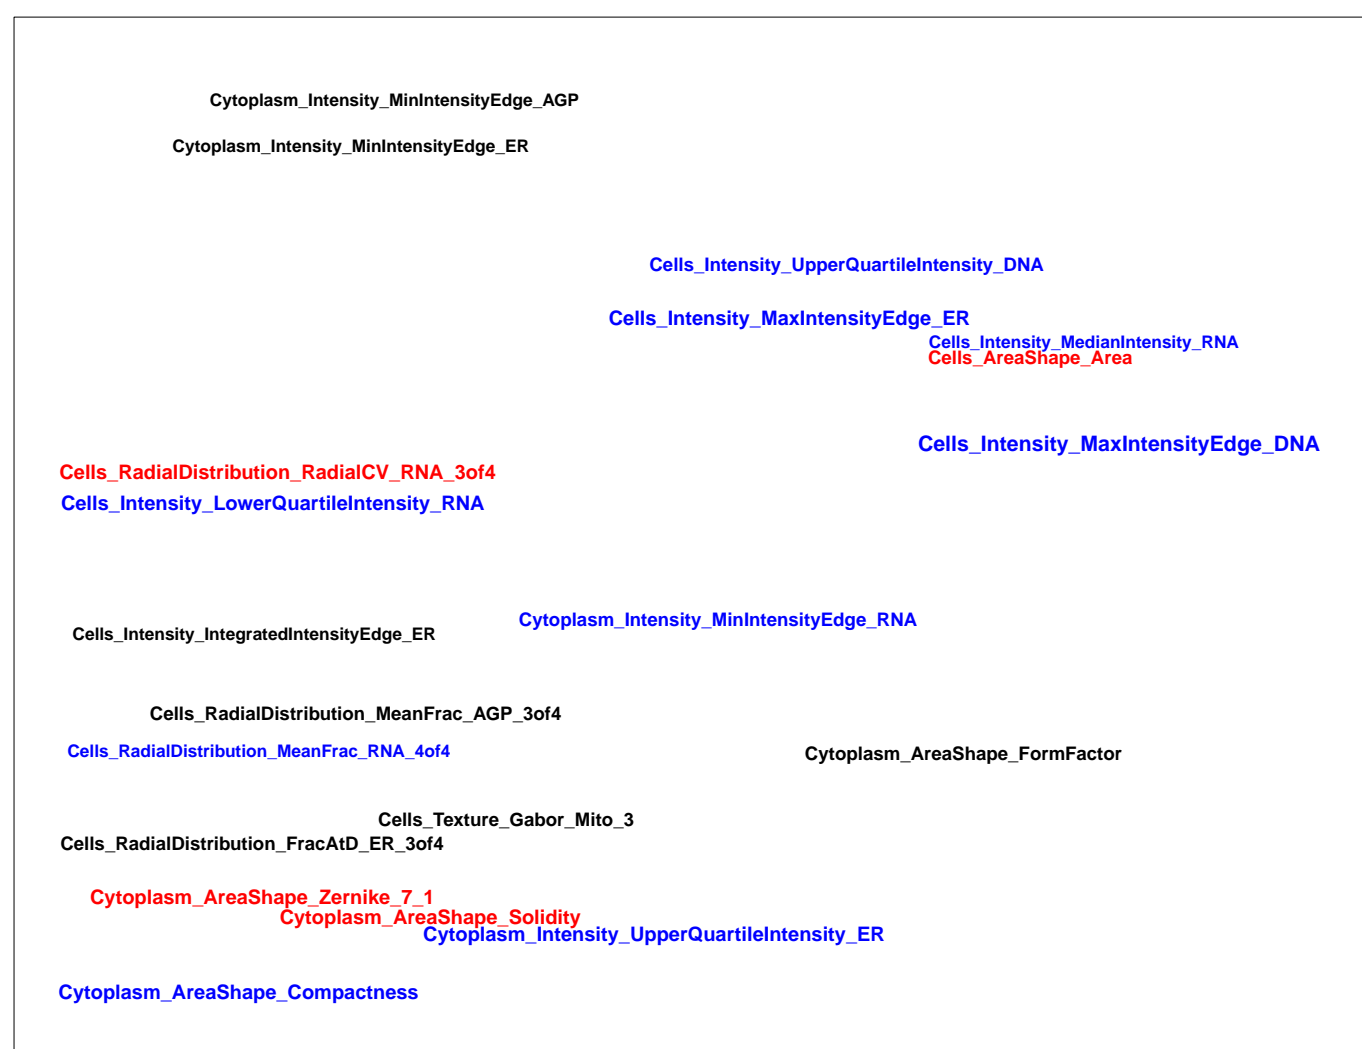 Cytoplasm_Intensity_MinIntensityEdge_AGP
Cytoplasm_Intensity_MinIntensityEdge_ER
Cells_Intensity_UpperQuartileIntensity_DNA
Cells_Intensity_MaxIntensityEdge_ER
Cells_Intensity_MedianIntensity_RNA
Cells_AreaShape_Area
Cells_Intensity_MaxIntensityEdge_DNA
Cells_RadialDistribution_RadialCV_RNA_3of4
Cells_Intensity_LowerQuartileIntensity_RNA
Cytoplasm_Intensity_MinIntensityEdge_RNA
Cells_Intensity_IntegratedIntensityEdge_ER
Cells_RadialDistribution_MeanFrac_AGP_3of4
Cells_RadialDistribution_MeanFrac_RNA_4of4
Cytoplasm_AreaShape_FormFactor
Cells_Texture_Gabor_Mito_3
Cells_RadialDistribution_FracAtD_ER_3of4
Cytoplasm_AreaShape_Zernike_7_1
Cytoplasm_AreaShape_Solidity
Cytoplasm_Intensity_UpperQuartileIntensity_ER
Cytoplasm_AreaShape_Compactness